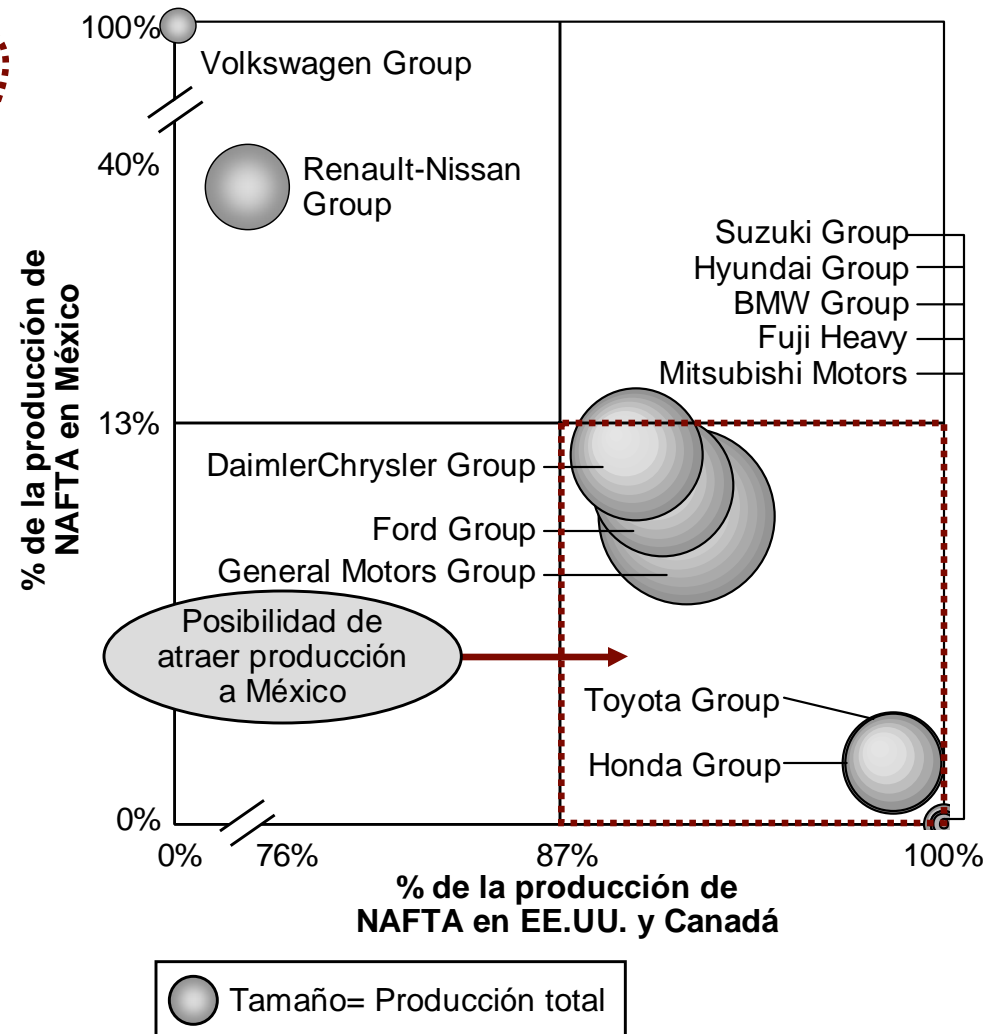 100%
Volkswagen Group
40%
Renault-Nissan
Group
Suzuki Group
Hyundai Group
BMW Group
Fuji Heavy
Mitsubishi Motors
% de la producción de
NAFTA en México
13%
DaimlerChrysler Group
Ford Group
General Motors Group
Posibilidad de
atraer producción
a México
Toyota Group
Honda Group
0%
0%
76%
87%
100%
% de la producción de
NAFTA en EE.UU. y Canadá
Tamaño= Producción total